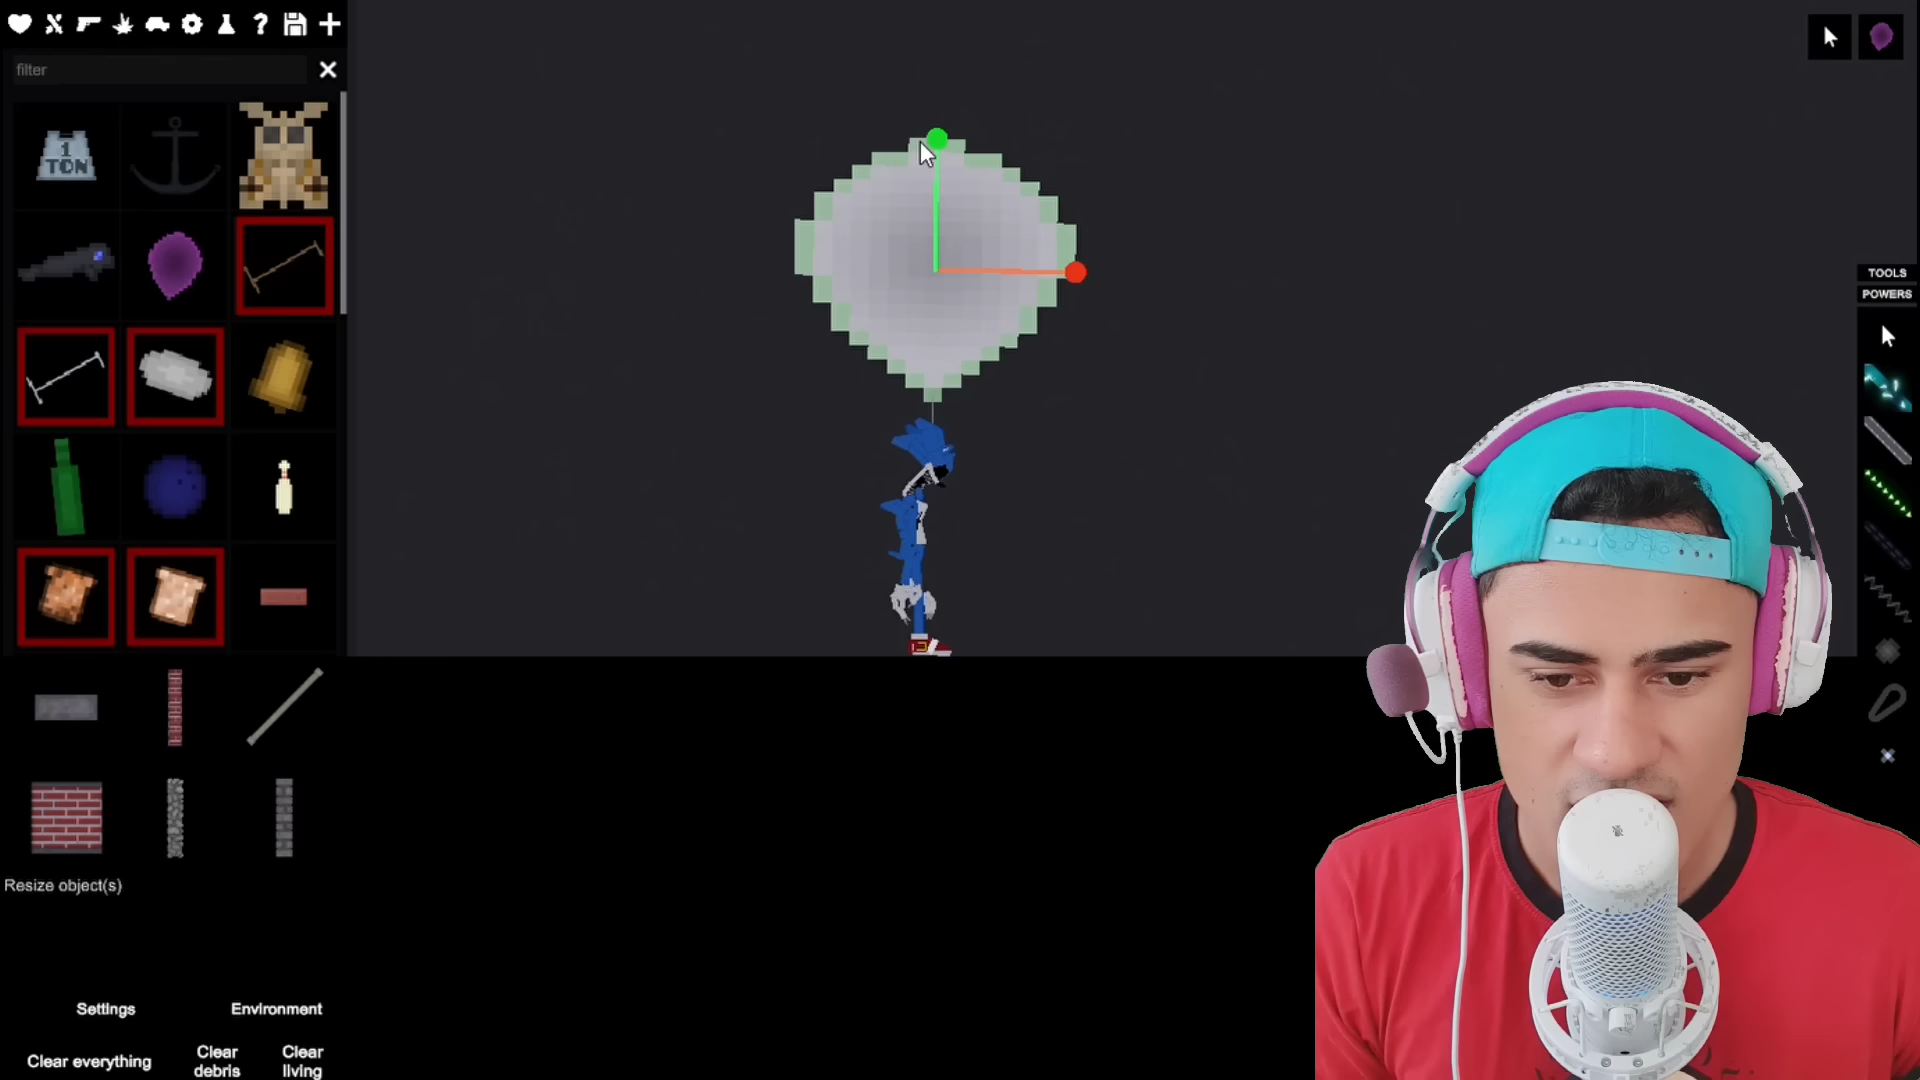 filter
1
TON
TOOLS
POWERS
Resize object(s)
Settings
Environment
Clear everything
Clear
debris
Clear
living